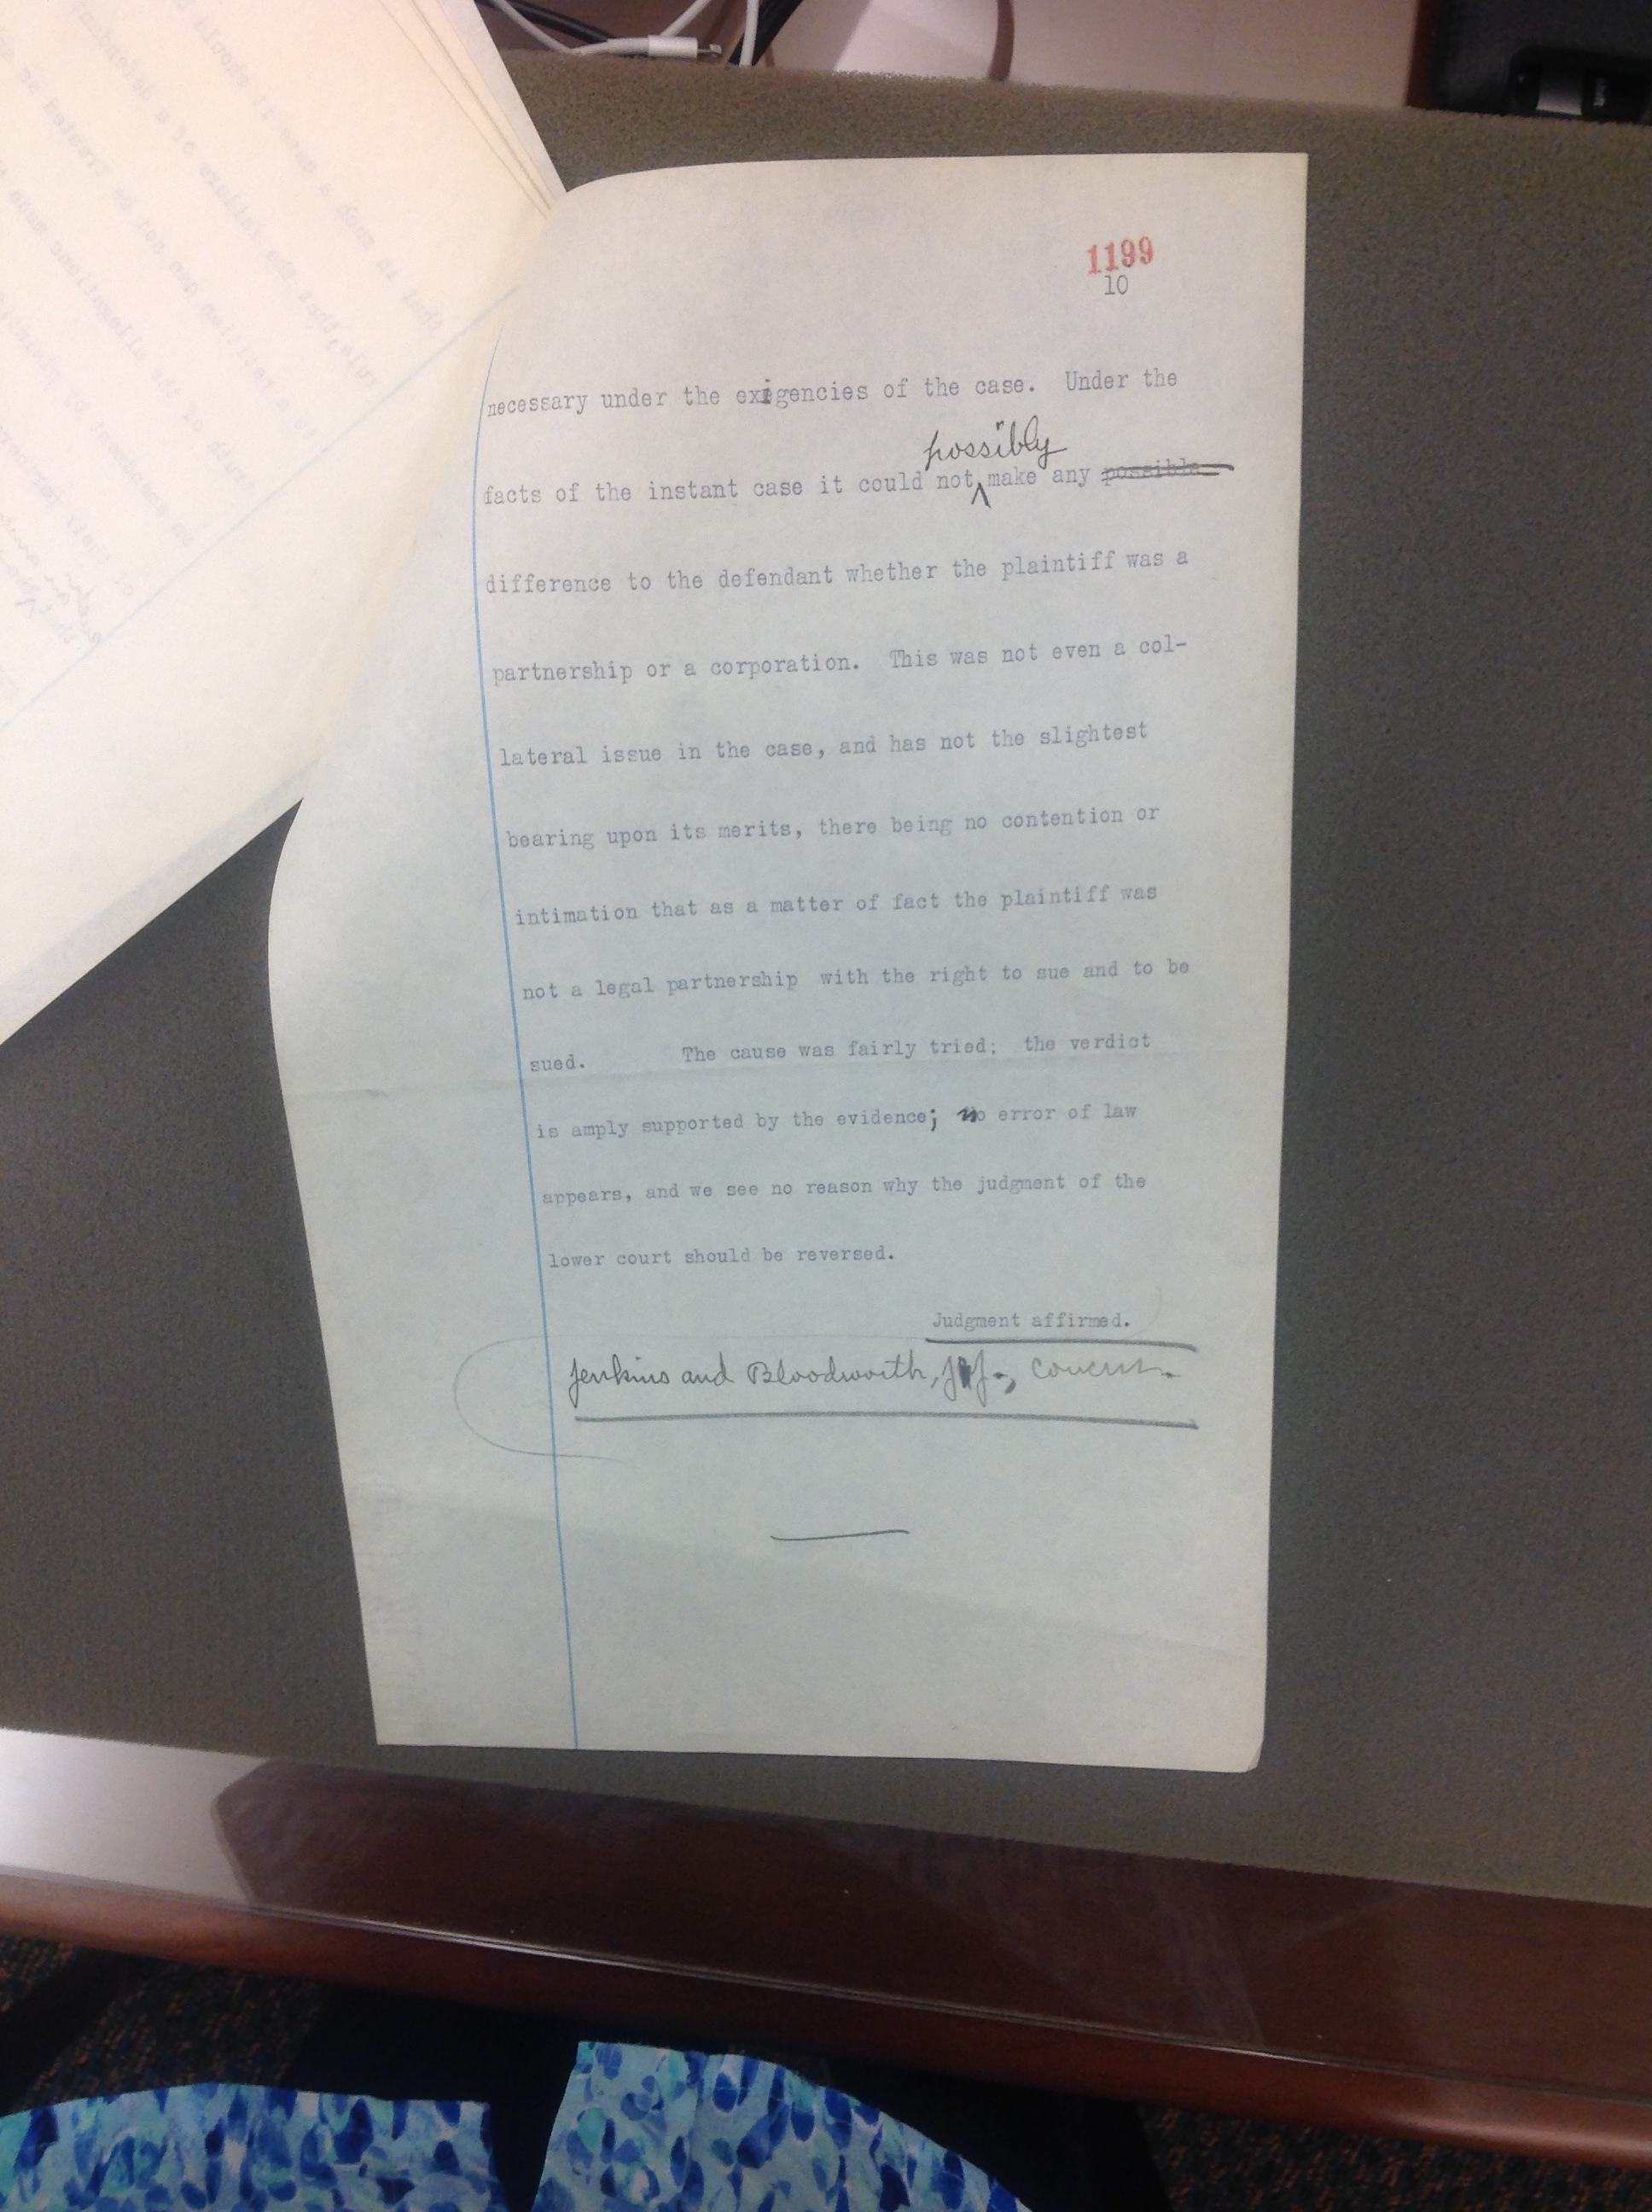 1199
10
necessary under the exigencies of the case. Under the
possibly
facts of the instant case it could not make any possible
difference to the defendant whether the plaintiff was a
partnership or a corporation. This was not even a col-
lateral issue in the case, and has not the slightest
bearing upon its merits, there being no contention or
intimation that as a matter of fact the plaintiff was
not a legal partnership with the right to sue and to be
sued. The cause was fairly tried; the verdict
is amply supported by the evidence; no error of law
appears, and we see no reason why the judgment of the
lower court should be reversed.
Judgment affirmed.
Jenkins and Bloodworth, JJ., concur.